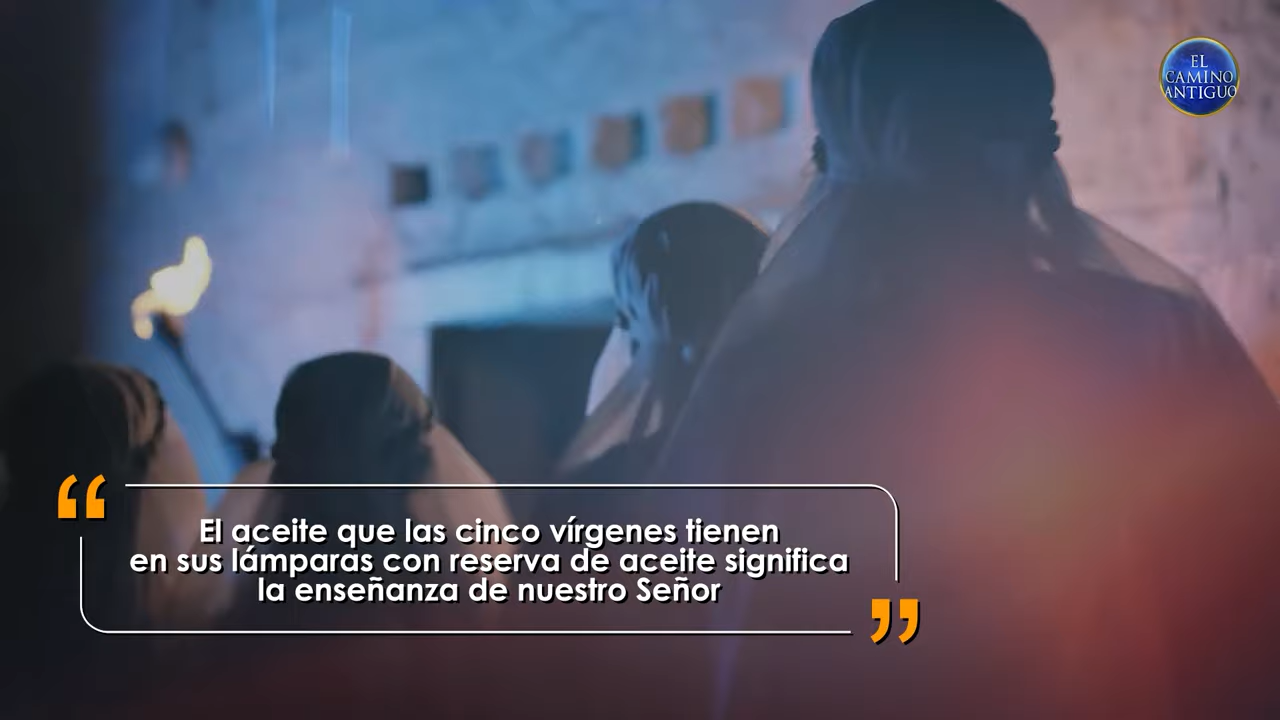 EL
CAMINO
ANTIGUO
“
El aceite que las cinco vírgenes tienen
en sus lámparas con reserva de aceite significa
la enseñanza de nuestro Señor
”